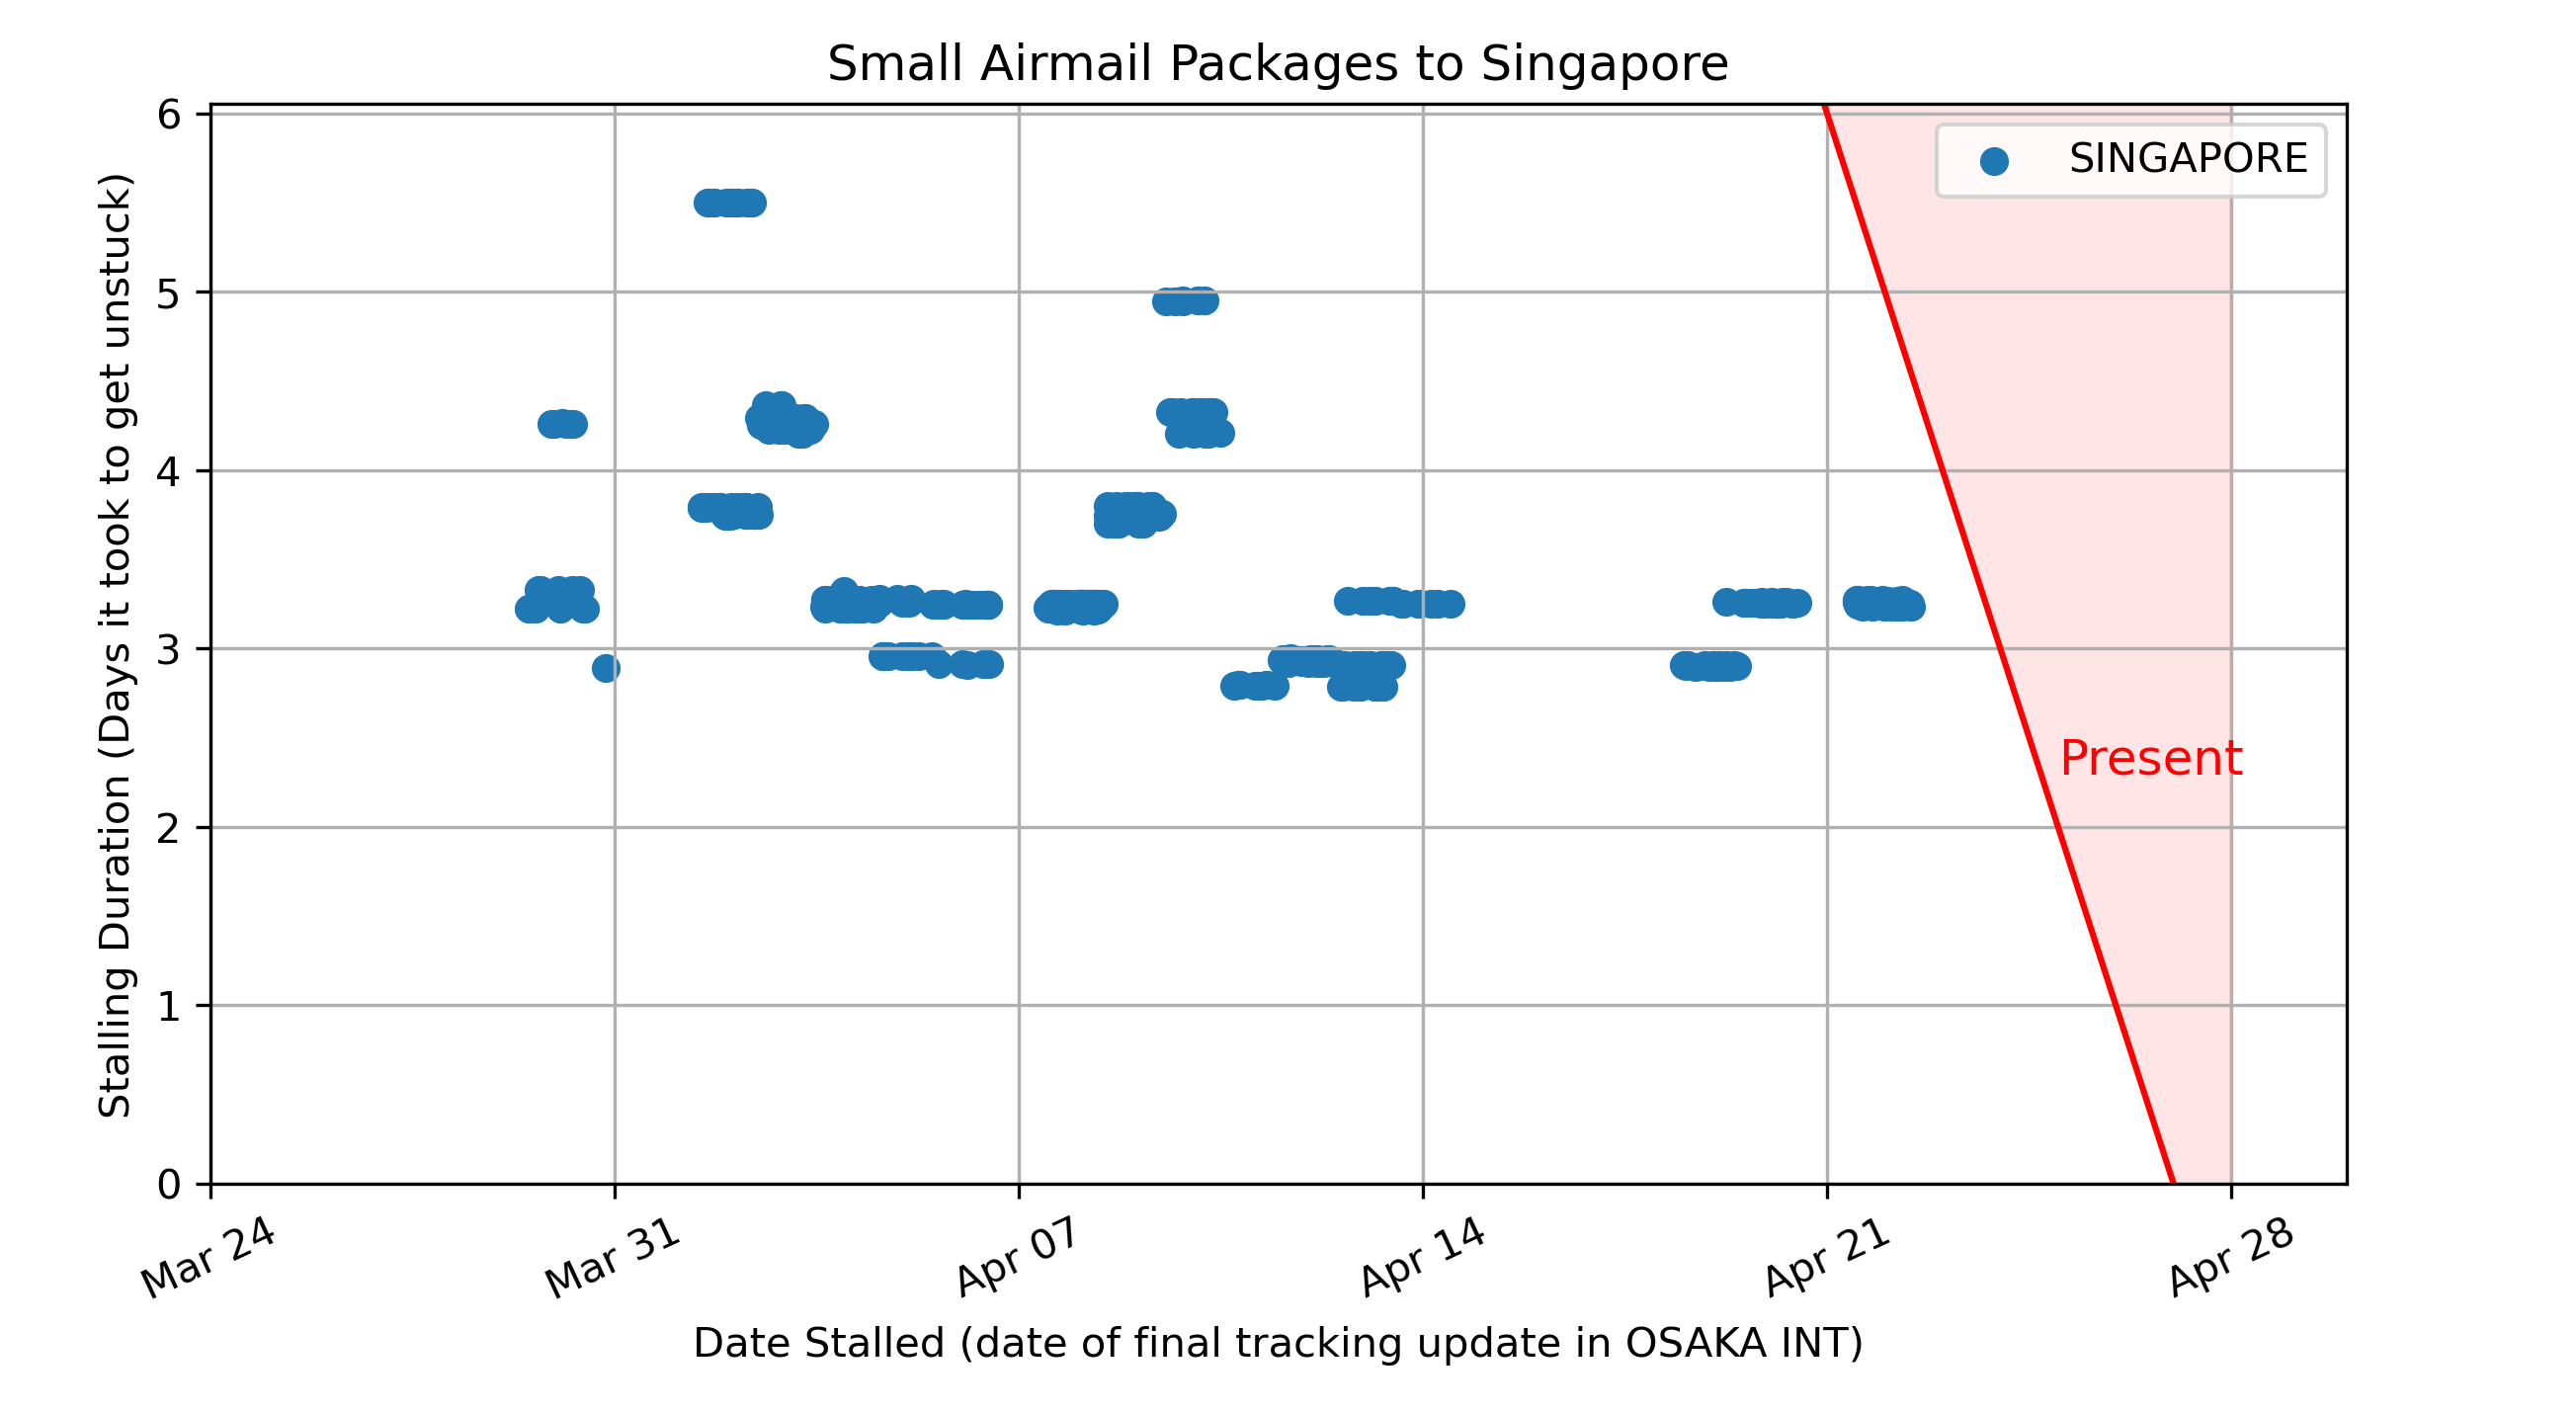 Small Airmail Packages to Singapore
Stalling Duration (Days it took to get unstuck)
6
5
4
3
2
1
0
SINGAPORE
Present
Mar 24
Mar 31
Apr 07
Apr 14
Apr 21
Apr 28
Date Stalled (date of final tracking update in OSAKA INT)